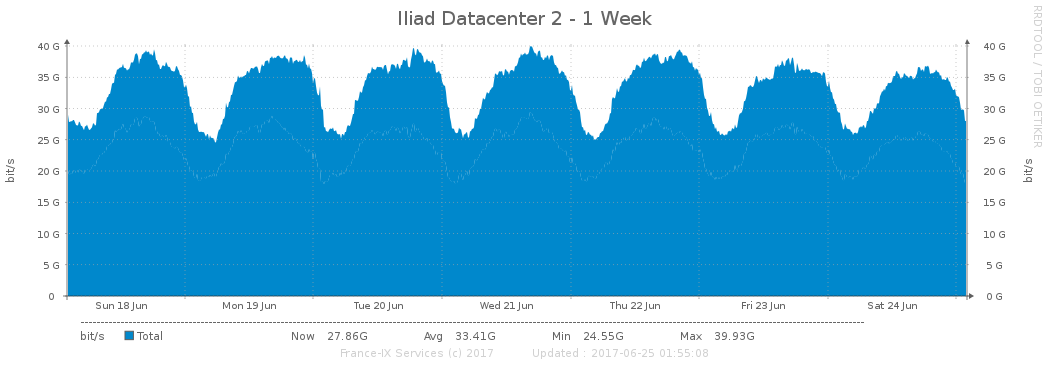 Iliad Datacenter 2 - 1 Week
RRDTOOL / TOBI OETIKER
40 G 40 G
35 G 35 G
30 G 30 G
25 G 25 G
20 G 20 G
15 G 15 G
10 G 10 G
5 G 5 G
0 0 G
bit/s bit/s
Sun 18 Jun Mon 19 Jun Tue 20 Jun Wed 21 Jun Thu 22 Jun Fri 23 Jun Sat 24 Jun
bit/s Total Now 27.86G Avg 33.41G Min 24.55G Max 39.93G
France-IX Services (c) 2017 Updated : 2017-06-25 01:55:08